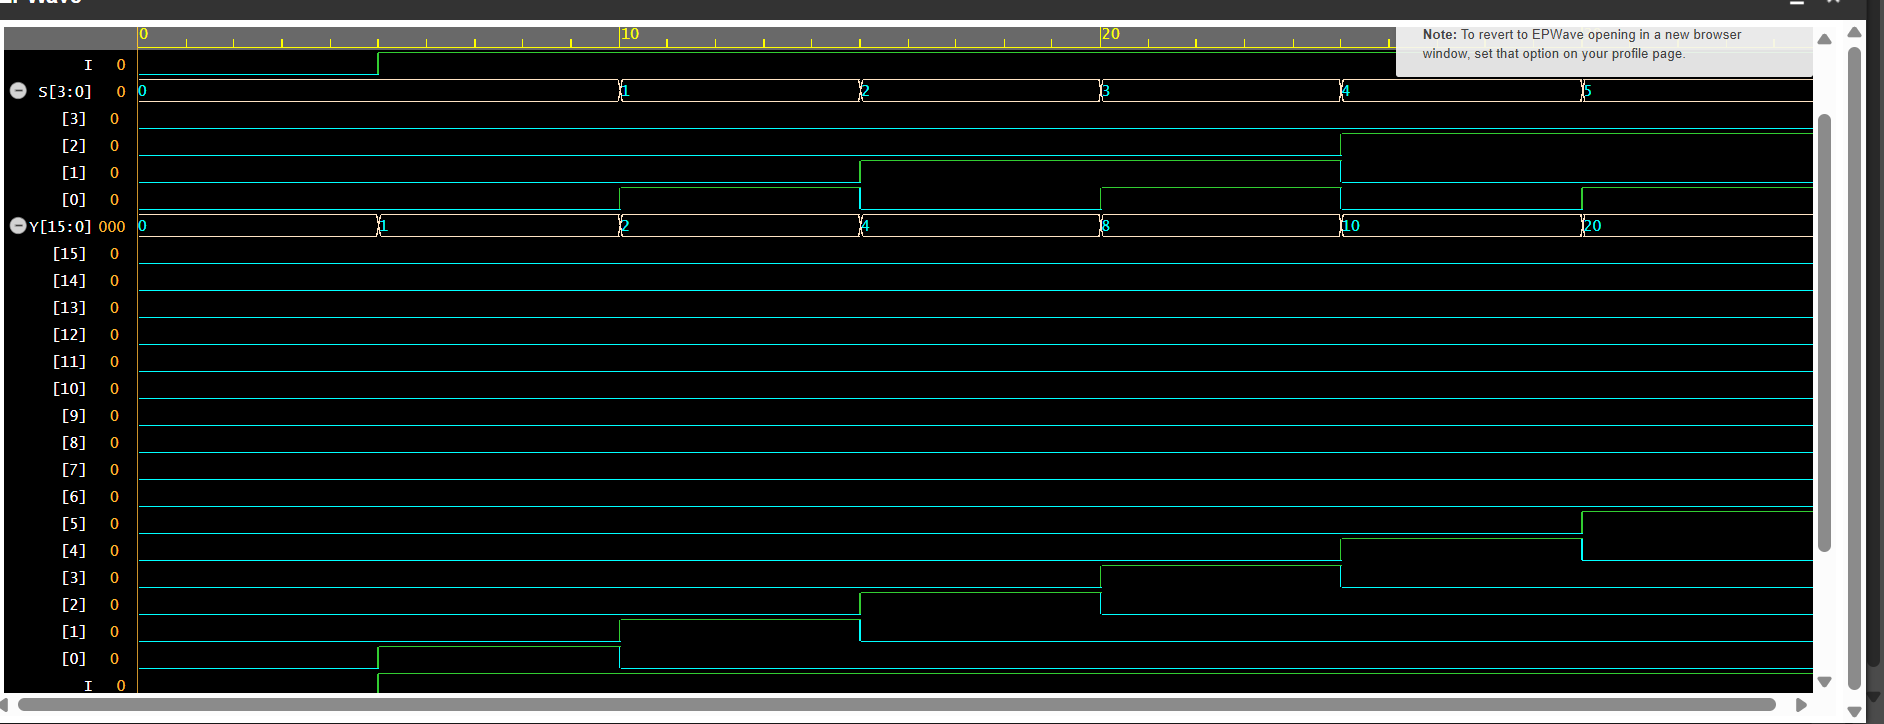 0 10 20
Note: To revert to EPWave opening in a new browser
window, set that option on your profile page.
I 0
S[3:0] 0 0 1 2 3 4 5
[3] 0
[2] 0
[1] 0
[0] 0
Y[15:0] 000 0 1 2 4 8 10 20
[15] 0
[14] 0
[13] 0
[12] 0
[11] 0
[10] 0
[9] 0
[8] 0
[7] 0
[6] 0
[5] 0
[4] 0
[3] 0
[2] 0
[1] 0
[0] 0
I 0